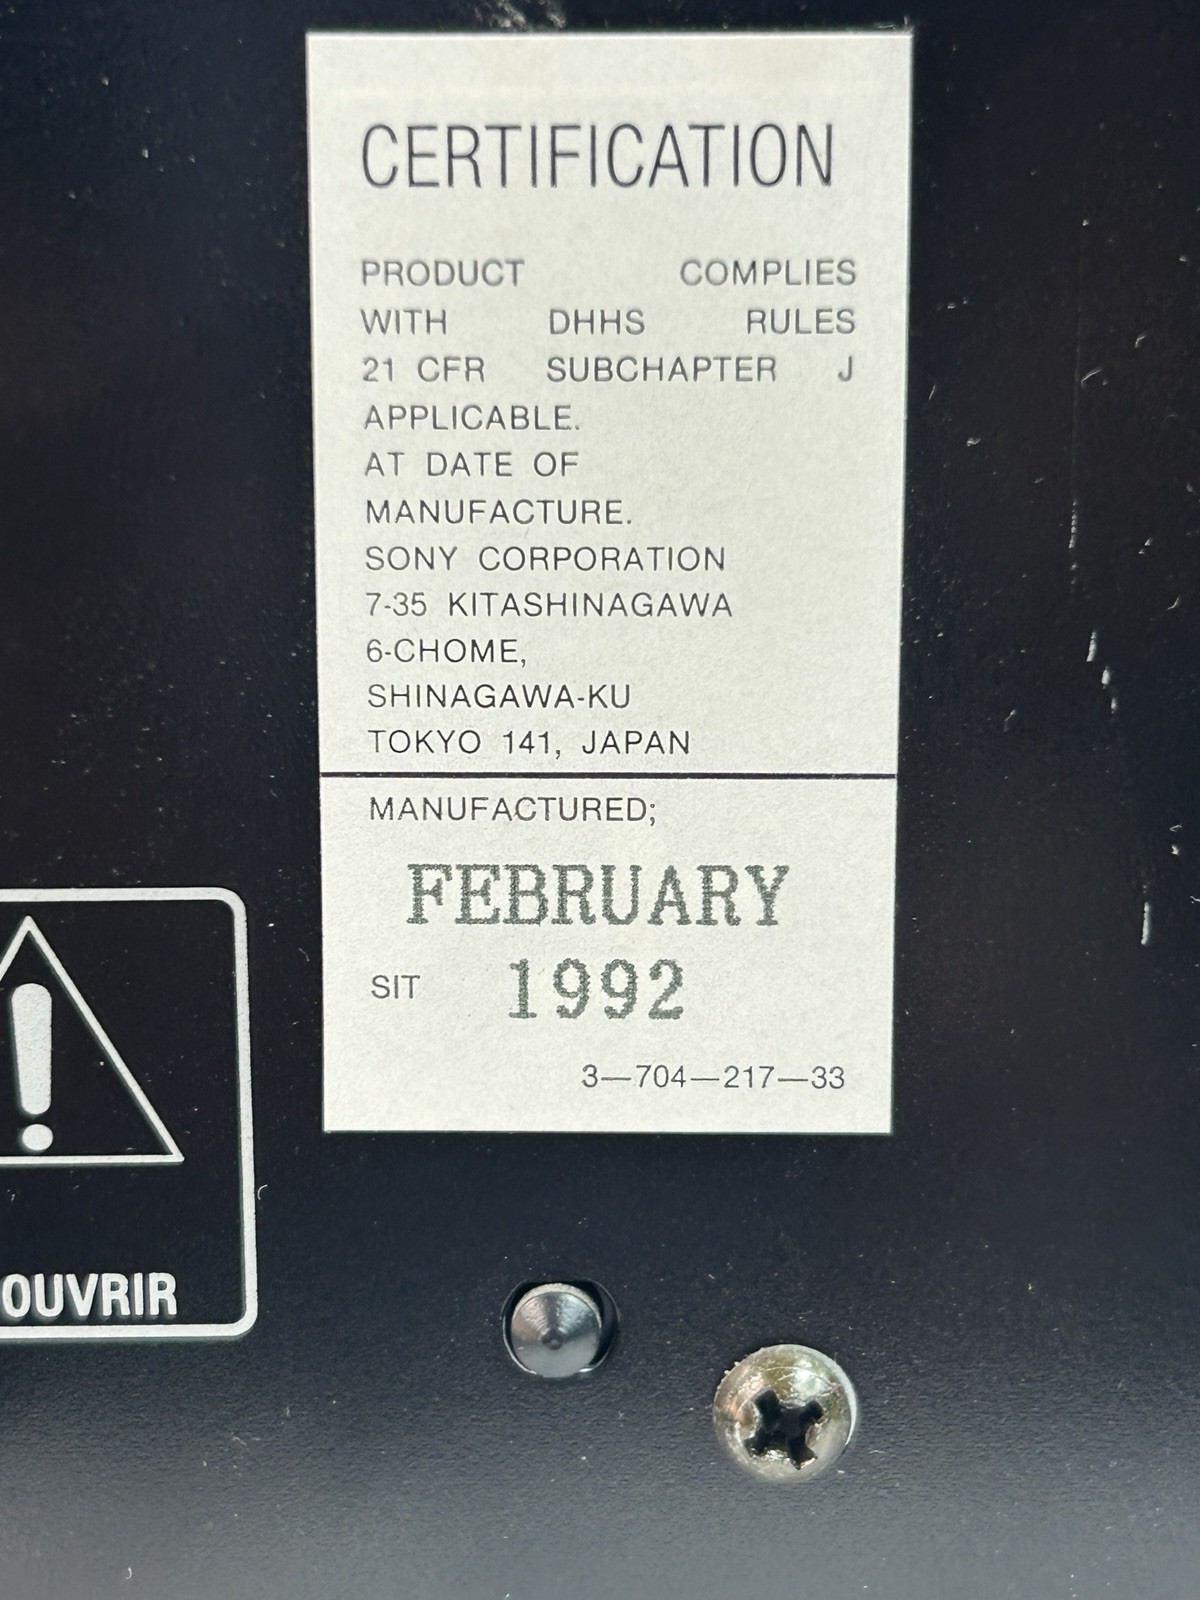 CERTIFICATION
PRODUCT COMPLIES
WITH DHHS RULES
21 CFR SUBCHAPTER J
APPLICABLE.
AT DATE OF
MANUFACTURE.
SONY CORPORATION
7-35 KITASHINAGAWA
6-CHOME,
SHINAGAWA-KU
TOKYO 141, JAPAN
MANUFACTURED;
FEBRUARY
SIT 1992
3—704—217—33
OUVRIR